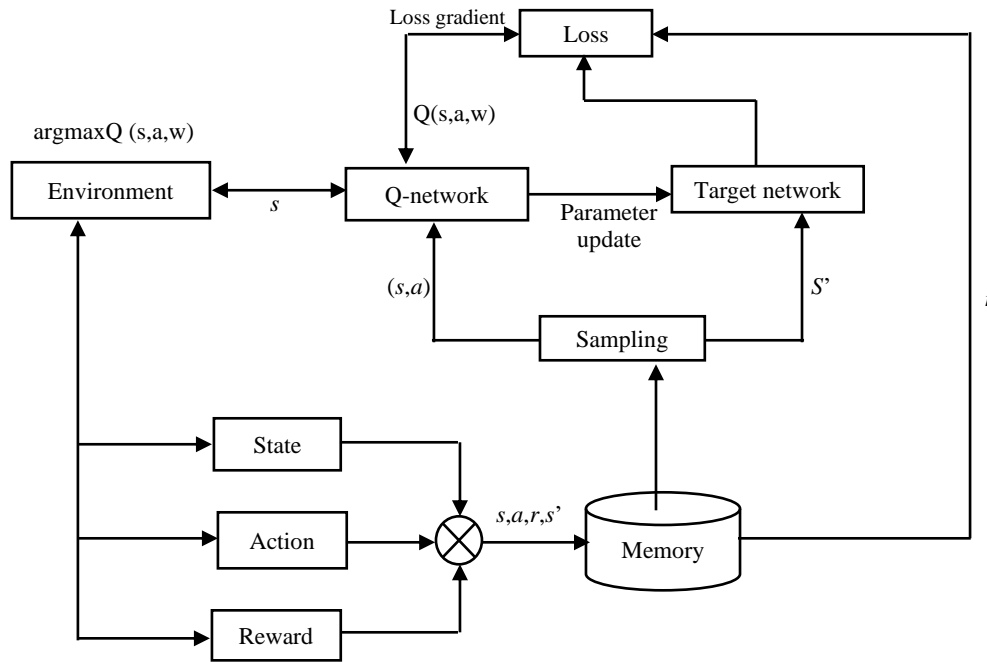 Loss gradient
Loss
Q(s,a,w)
argmaxQ (s,a,w)
Environment
s
Q-network
Target network
Parameter
update
(s,a)
S’
Sampling
State
Action
s,a,r,s’
Memory
Reward